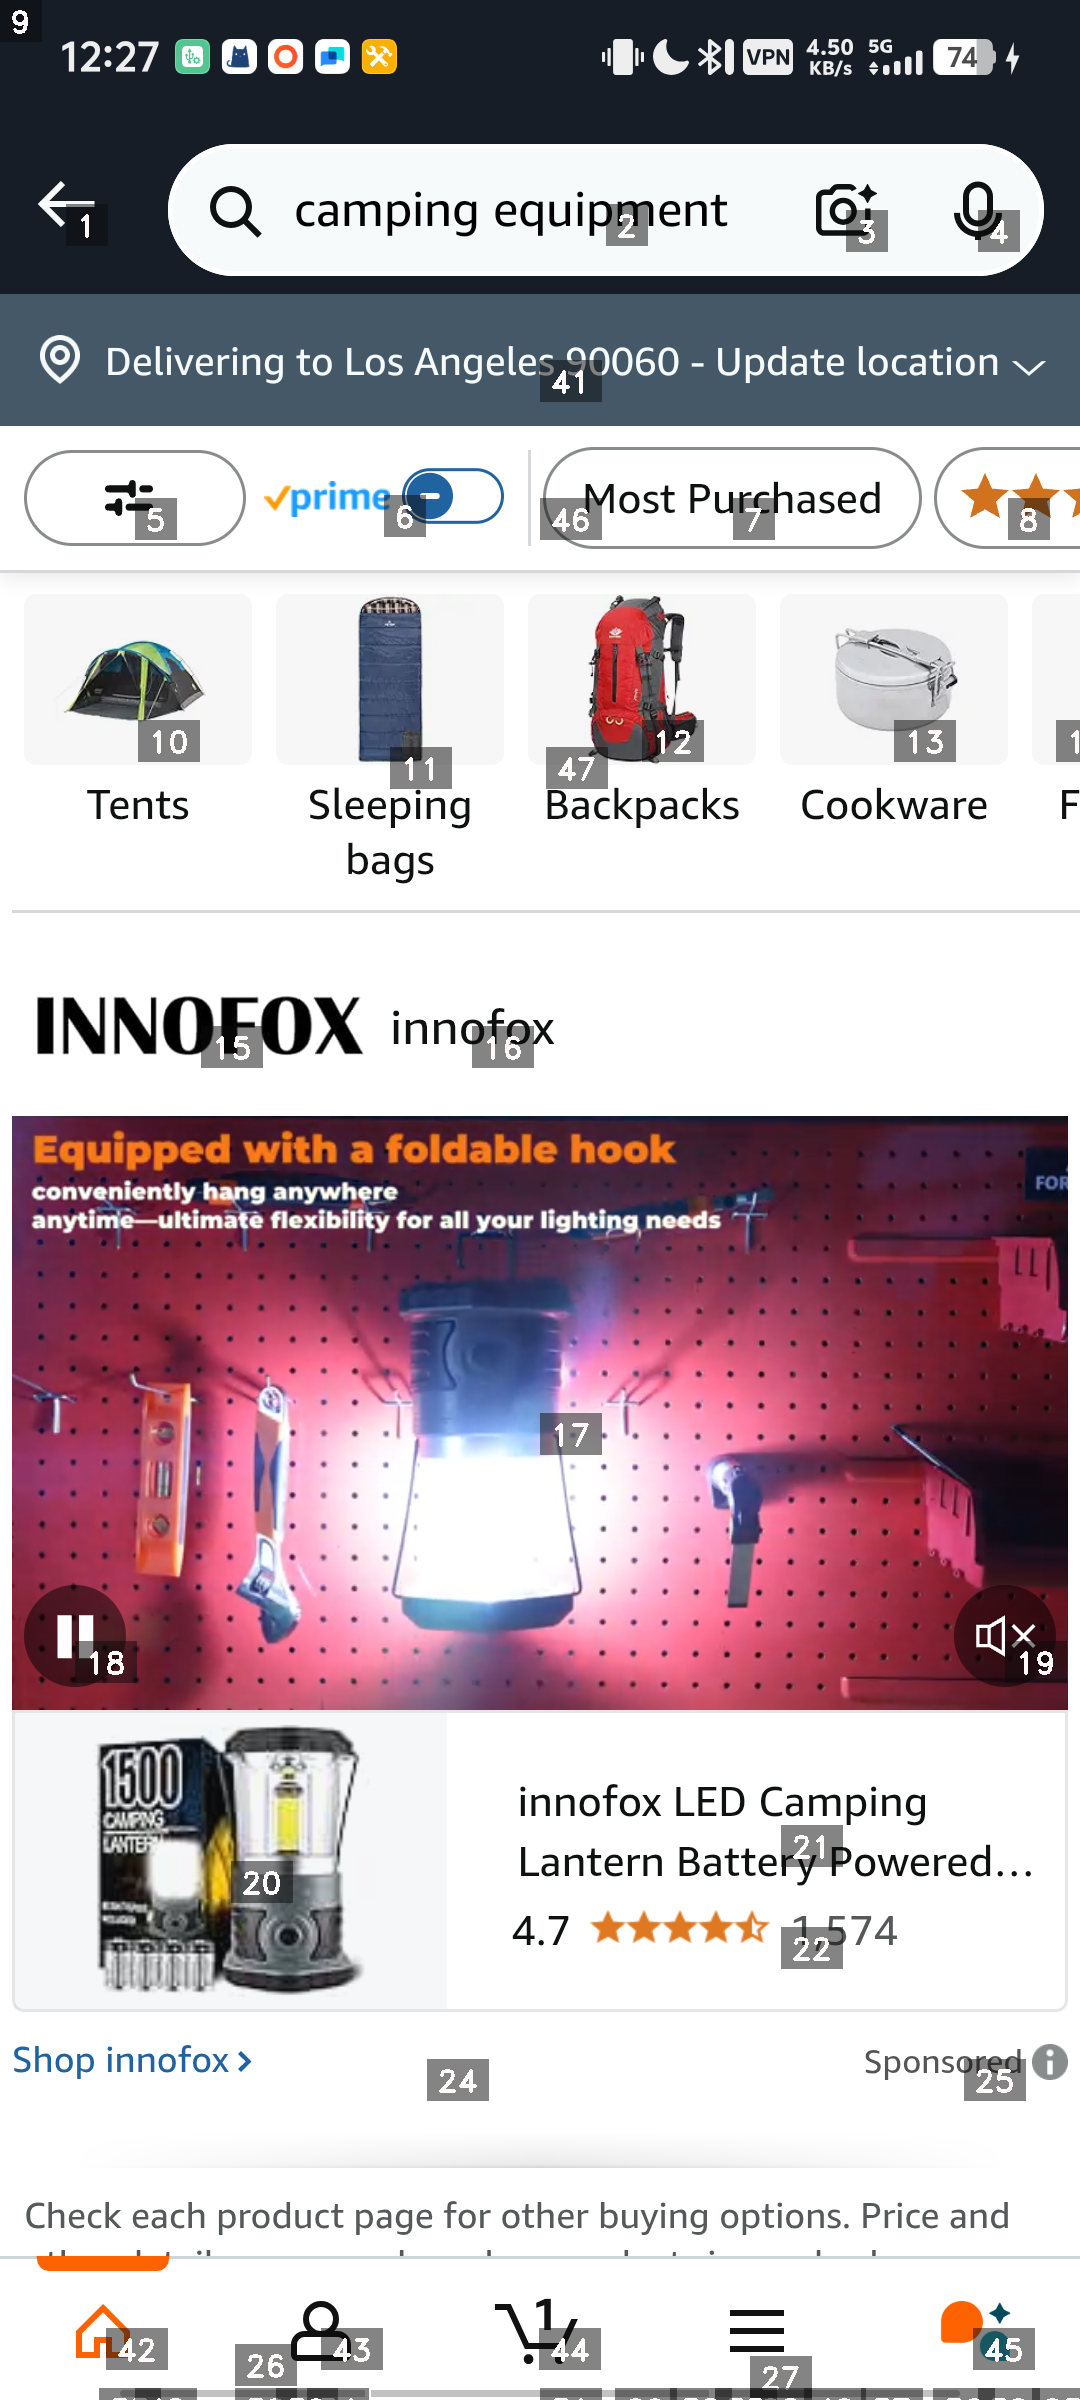 12:27
VPN
4.50 KB/s
5G
74
camping equipment
Delivering to Los Angeles 90060 - Update location
prime
Most Purchased
Tents
Sleeping bags
Backpacks
Cookware
F
INNOFOX innofox
Equipped with a foldable hook
conveniently hang anywhere
anytime—ultimate flexibility for all your lighting needs
FOR
1500
CAMPING
LANTERN
innofox LED Camping
Lantern Battery Powered...
4.7 1,574
Shop innofox
Sponsored
Check each product page for other buying options. Price and
1
9
1
2
3
4
41
5
6
46
7
8
10
11
47
12
13
15
16
17
18
19
20
21
22
24
25
42
26
43
44
27
45